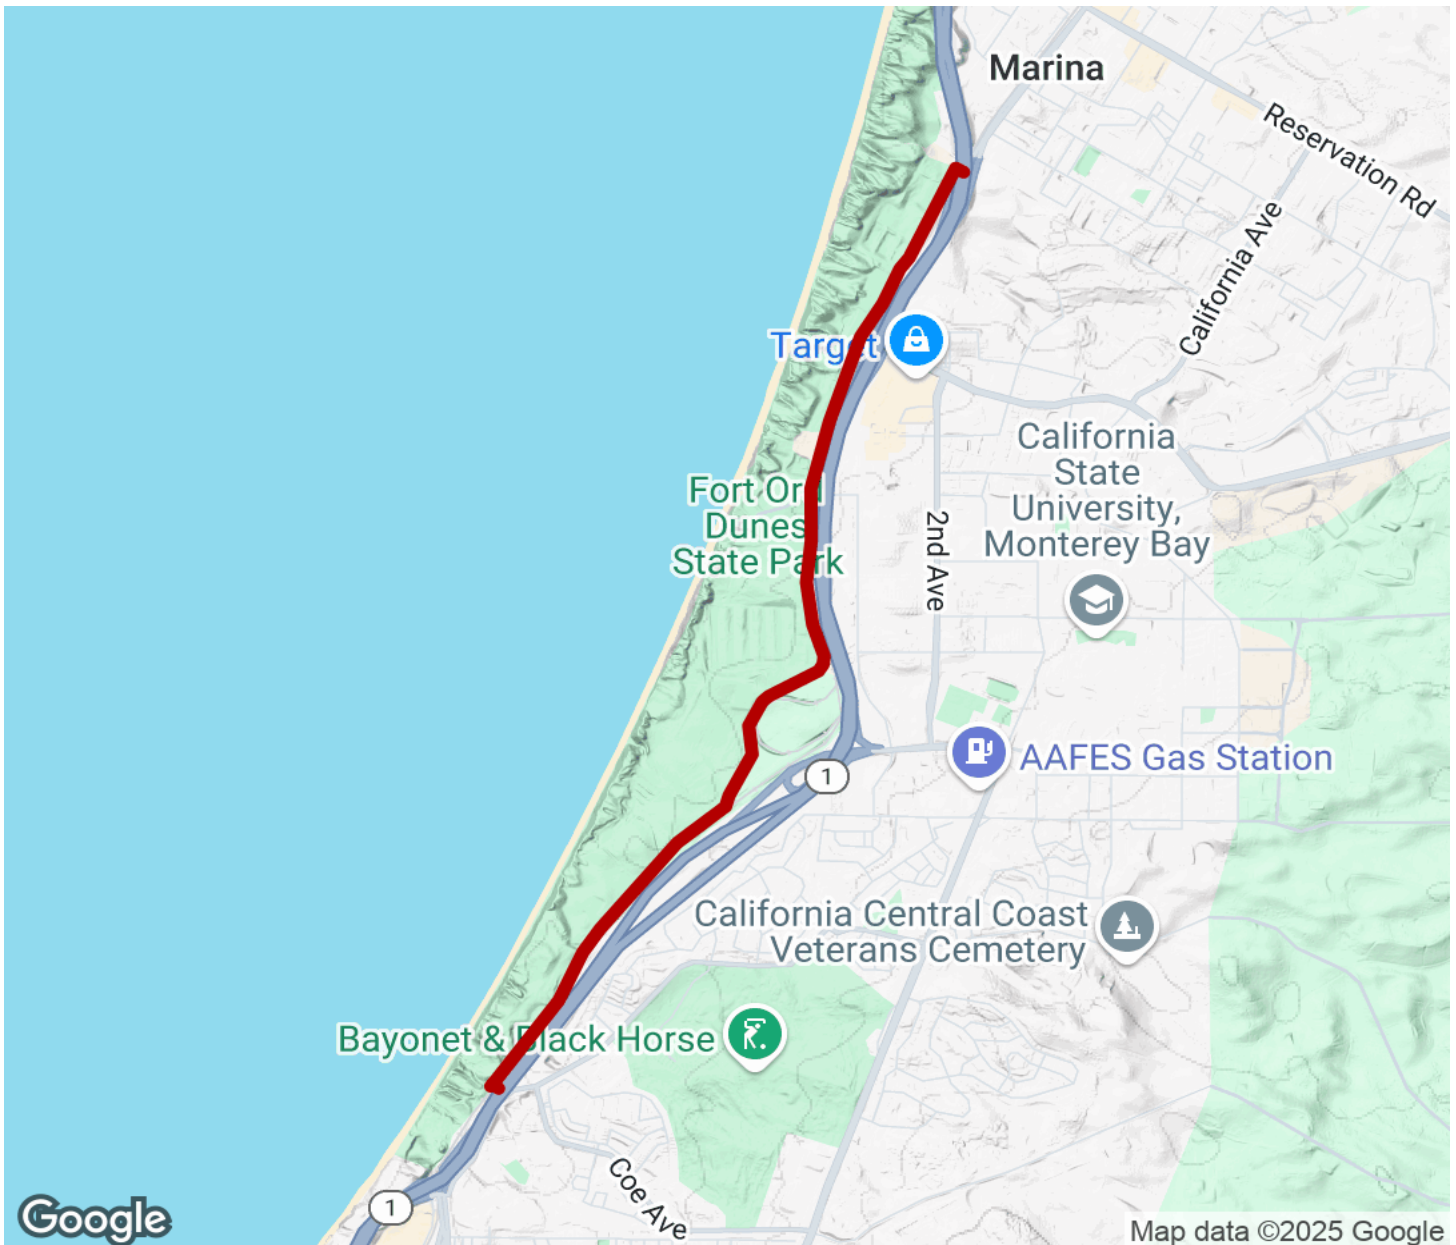 Marina
Reservation Rd
California Ave
Target
California
State
University,
Monterey Bay
Fort Ord
Dunes
State Park
2nd Ave
AAFES Gas Station
1
California Central Coast
Veterans Cemetery
Bayonet & Black Horse
Coe Ave
1
Google
Map data ©2025 Google